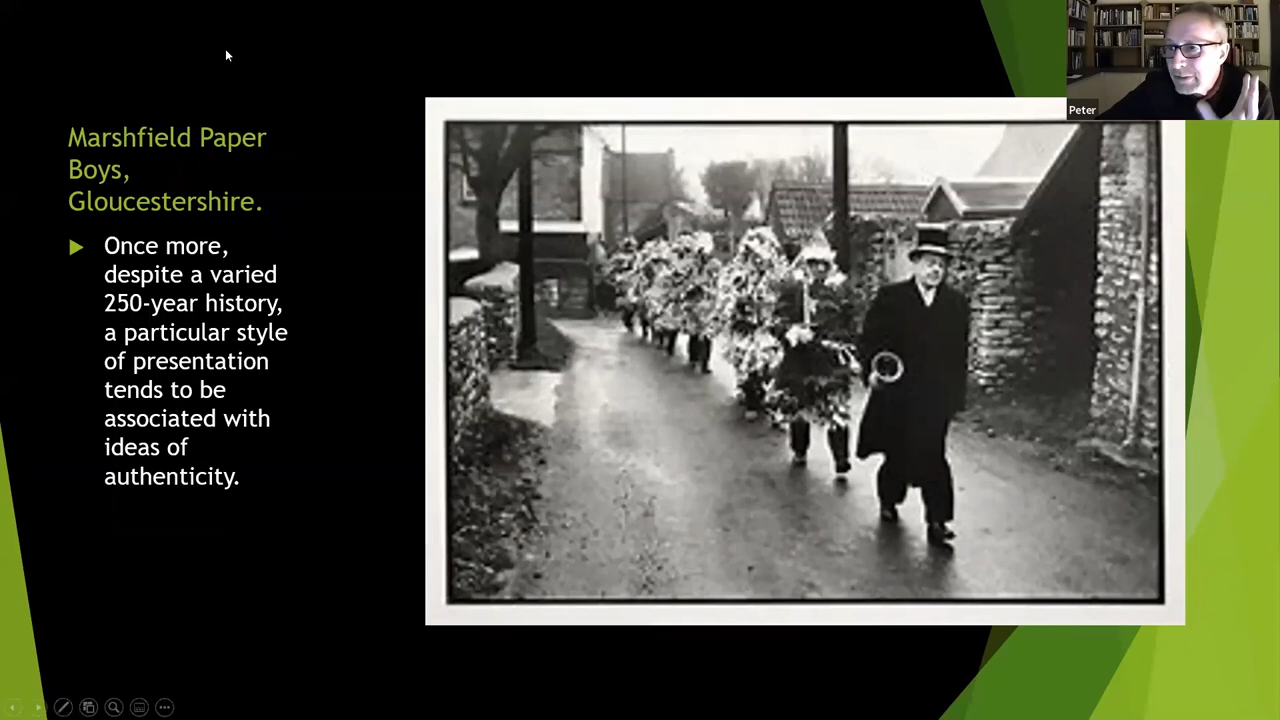 Peter
Marshfield Paper
Boys,
Gloucestershire.
Once more,
despite a varied
250-year history,
a particular style
of presentation
tends to be
associated with
ideas of
authenticity.